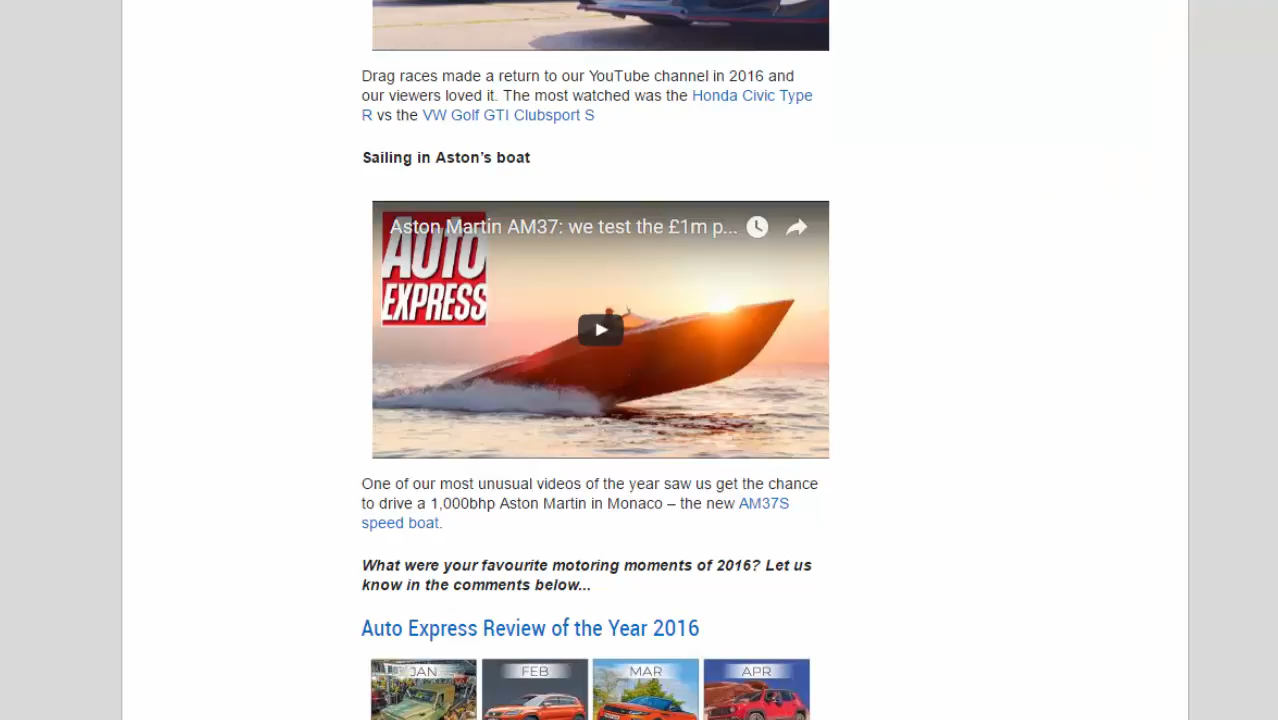 Drag races made a return to our YouTube channel in 2016 and
our viewers loved it. The most watched was the Honda Civic Type
R vs the VW Golf GTI Clubsport S
Sailing in Aston’s boat
Aston Martin AM37: we test the £1m p...
AUTO
EXPRESS
One of our most unusual videos of the year saw us get the chance
to drive a 1,000bhp Aston Martin in Monaco – the new AM37S
speed boat.
What were your favourite motoring moments of 2016? Let us
know in the comments below...
Auto Express Review of the Year 2016
JAN FEB MAR APR